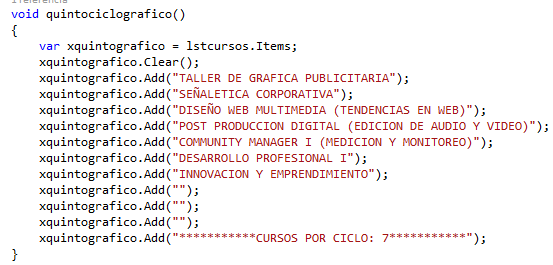 1 referencia
void quintociclografico()
{
var xquintografico = lstcursos.Items;
xquintografico.Clear();
xquintografico.Add("TALLER DE GRAFICA PUBLICITARIA");
xquintografico.Add("SEÑALETICA CORPORATIVA");
xquintografico.Add("DISEÑO WEB MULTIMEDIA (TENDENCIAS EN WEB)");
xquintografico.Add("POST PRODUCCION DIGITAL (EDICION DE AUDIO Y VIDEO)");
xquintografico.Add("COMMUNITY MANAGER I (MEDICION Y MONITOREO)");
xquintografico.Add("DESARROLLO PROFESIONAL I");
xquintografico.Add("INNOVACION Y EMPRENDIMIENTO");
xquintografico.Add("");
xquintografico.Add("");
xquintografico.Add("");
xquintografico.Add("***********CURSOS POR CICLO: 7***********");
}